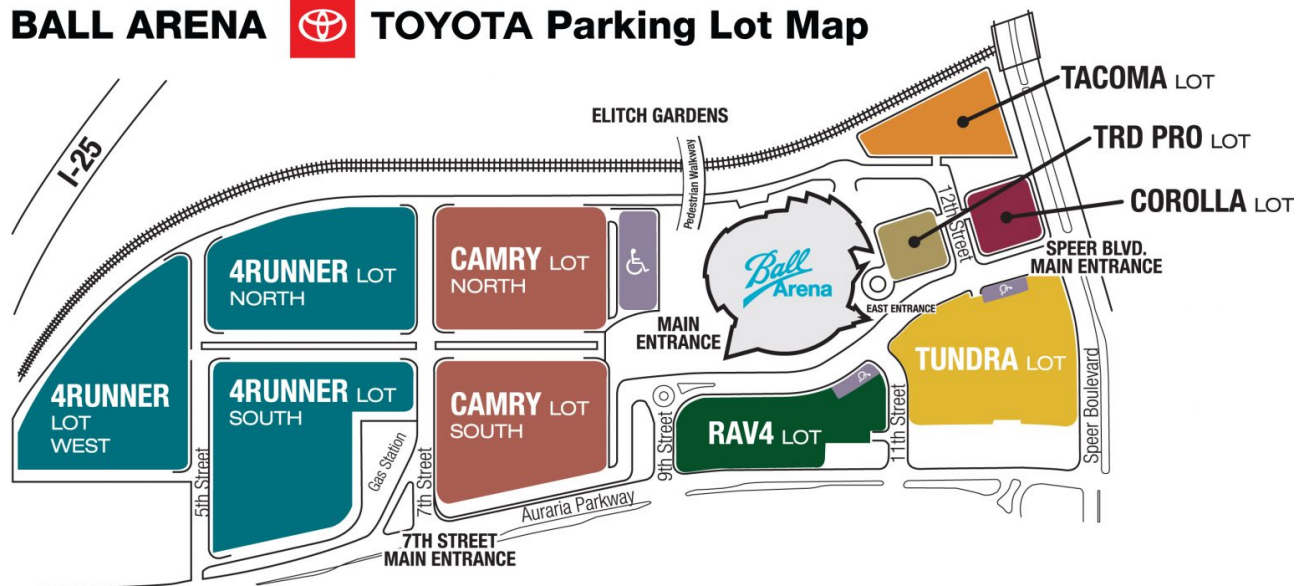 BALL ARENA TOYOTA Parking Lot Map
I-25
ELITCH GARDENS
Pedestrian Walkway
TACOMA LOT
TRD PRO LOT
COROLLA LOT
12th Street
SPEER BLVD.
MAIN ENTRANCE
4RUNNER LOT
NORTH
CAMRY LOT
NORTH
Ball
Arena
EAST ENTRANCE
MAIN
ENTRANCE
4RUNNER
LOT
WEST
4RUNNER LOT
SOUTH
CAMRY LOT
SOUTH
RAV4 LOT
TUNDRA LOT
5th Street
Gas Station
7th Street
9th Street
11th Street
Speer Boulevard
Auraria Parkway
7TH STREET
MAIN ENTRANCE